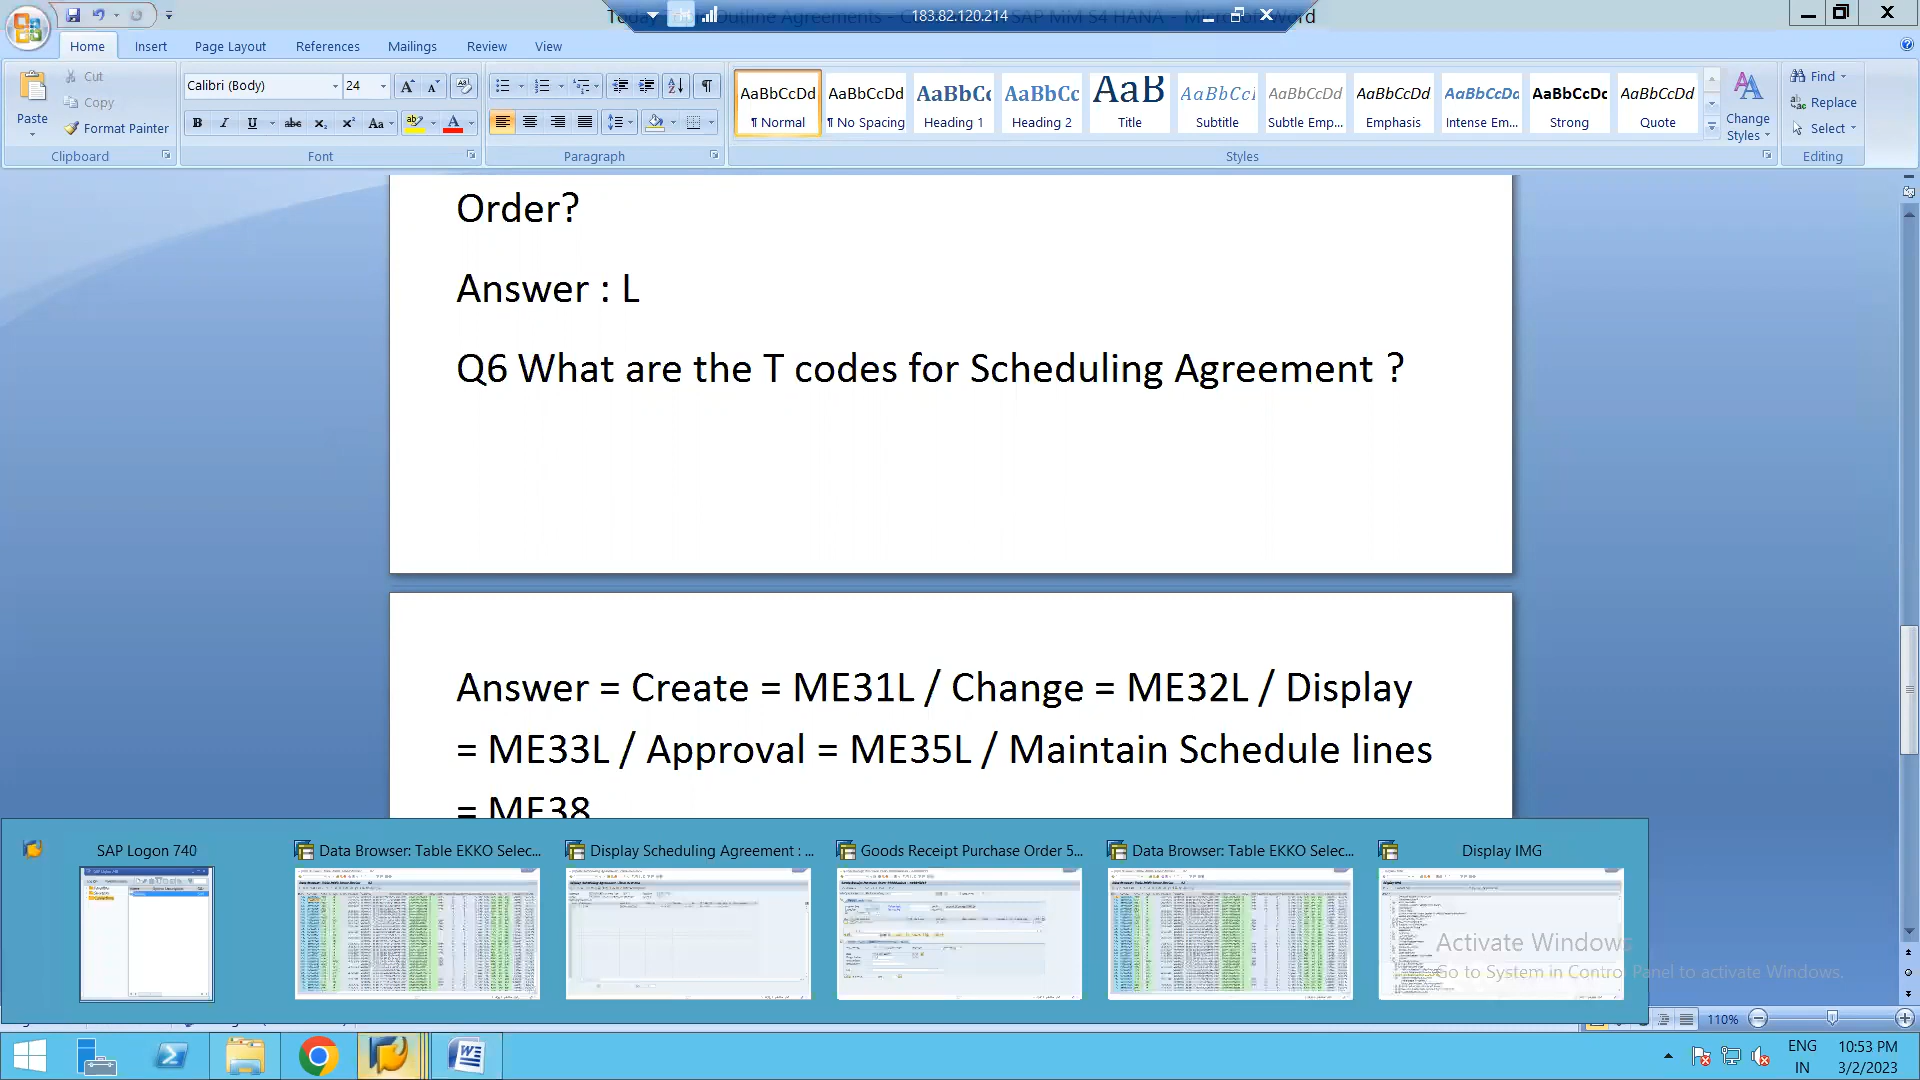 183.82.120.214
Home Insert Page Layout References Mailings Review View
Paste
Cut
Copy
Format Painter
Clipboard
Calibri (Body) 24
Font
Paragraph
AaBbCcDd AaBbCcDd AaBbCc AaBbCc AaB AaBbCcl AaBbCcDd AaBbCcDd AaBbCcDd AaBbCcDd AaBbCcDd
¶ Normal ¶ No Spacing Heading 1 Heading 2 Title Subtitle Subtle Emp... Emphasis Intense Em... Strong Quote
Change Styles
Styles
Find
Replace
Select
Editing
Order?
Answer : L
Q6 What are the T codes for Scheduling Agreement ?
Answer = Create = ME31L / Change = ME32L / Display
= ME33L / Approval = ME35L / Maintain Schedule lines
= ME38
SAP Logon 740
Data Browser: Table EKKO Selec...
Display Scheduling Agreement : ...
Goods Receipt Purchase Order 5...
Data Browser: Table EKKO Selec...
Display IMG
Activate Windows
Go to System in Control Panel to activate Windows.
110%
ENG
IN
10:53 PM
3/2/2023